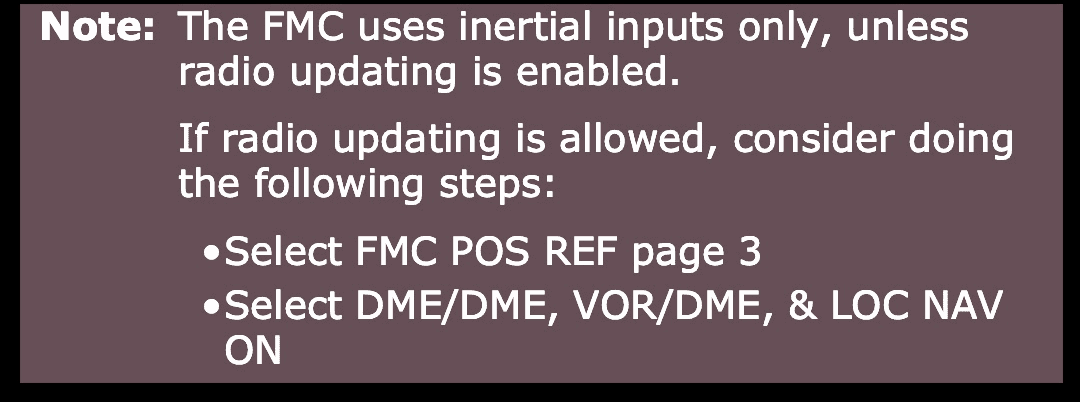 Note: The FMC uses inertial inputs only, unless
radio updating is enabled.
If radio updating is allowed, consider doing
the following steps:
•Select FMC POS REF page 3
•Select DME/DME, VOR/DME, & LOC NAV
ON